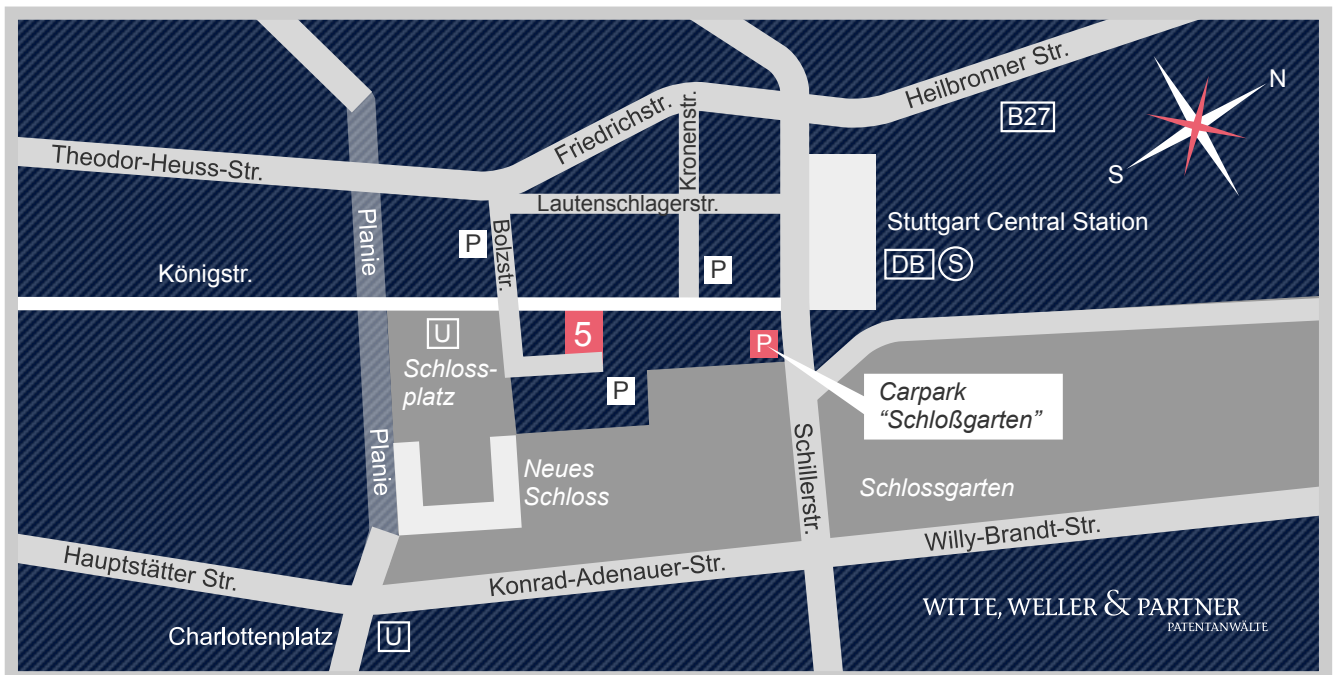 Heilbronner Str.
B27
N
S
Friedrichstr.
Kronenstr.
Theodor-Heuss-Str.
Lautenschlagerstr.
Planie
Bolzstr.
P
P
Stuttgart Central Station
DB
S
Königstr.
U
5
P
Schloss-
platz
P
Carpark
“Schloßgarten”
Planie
Neues
Schloss
Schillerstr.
Schlossgarten
Hauptstätter Str.
Konrad-Adenauer-Str.
Willy-Brandt-Str.
Charlottenplatz
U
WITTE, WELLER & PARTNER
PATENTANWÄLTE